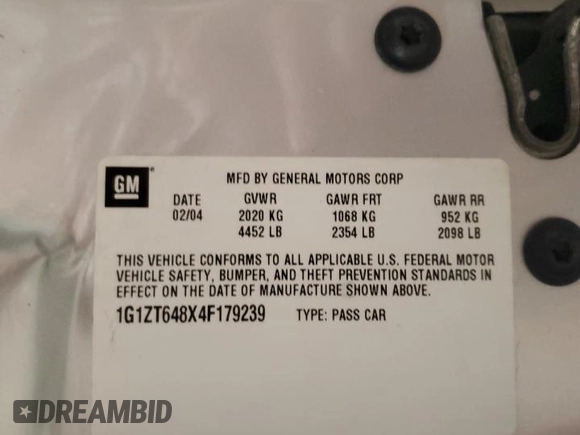 GM
MFD BY GENERAL MOTORS CORP
DATE GVWR GAWR FRT GAWR RR
02/04 2020 KG 1068 KG 952 KG
4452 LB 2354 LB 2098 LB
THIS VEHICLE CONFORMS TO ALL APPLICABLE U.S. FEDERAL MOTOR
VEHICLE SAFETY, BUMPER, AND THEFT PREVENTION STANDARDS IN
EFFECT ON THE DATE OF MANUFACTURE SHOWN ABOVE.
1G1ZT648X4F179239 TYPE: PASS CAR
DREAMBID